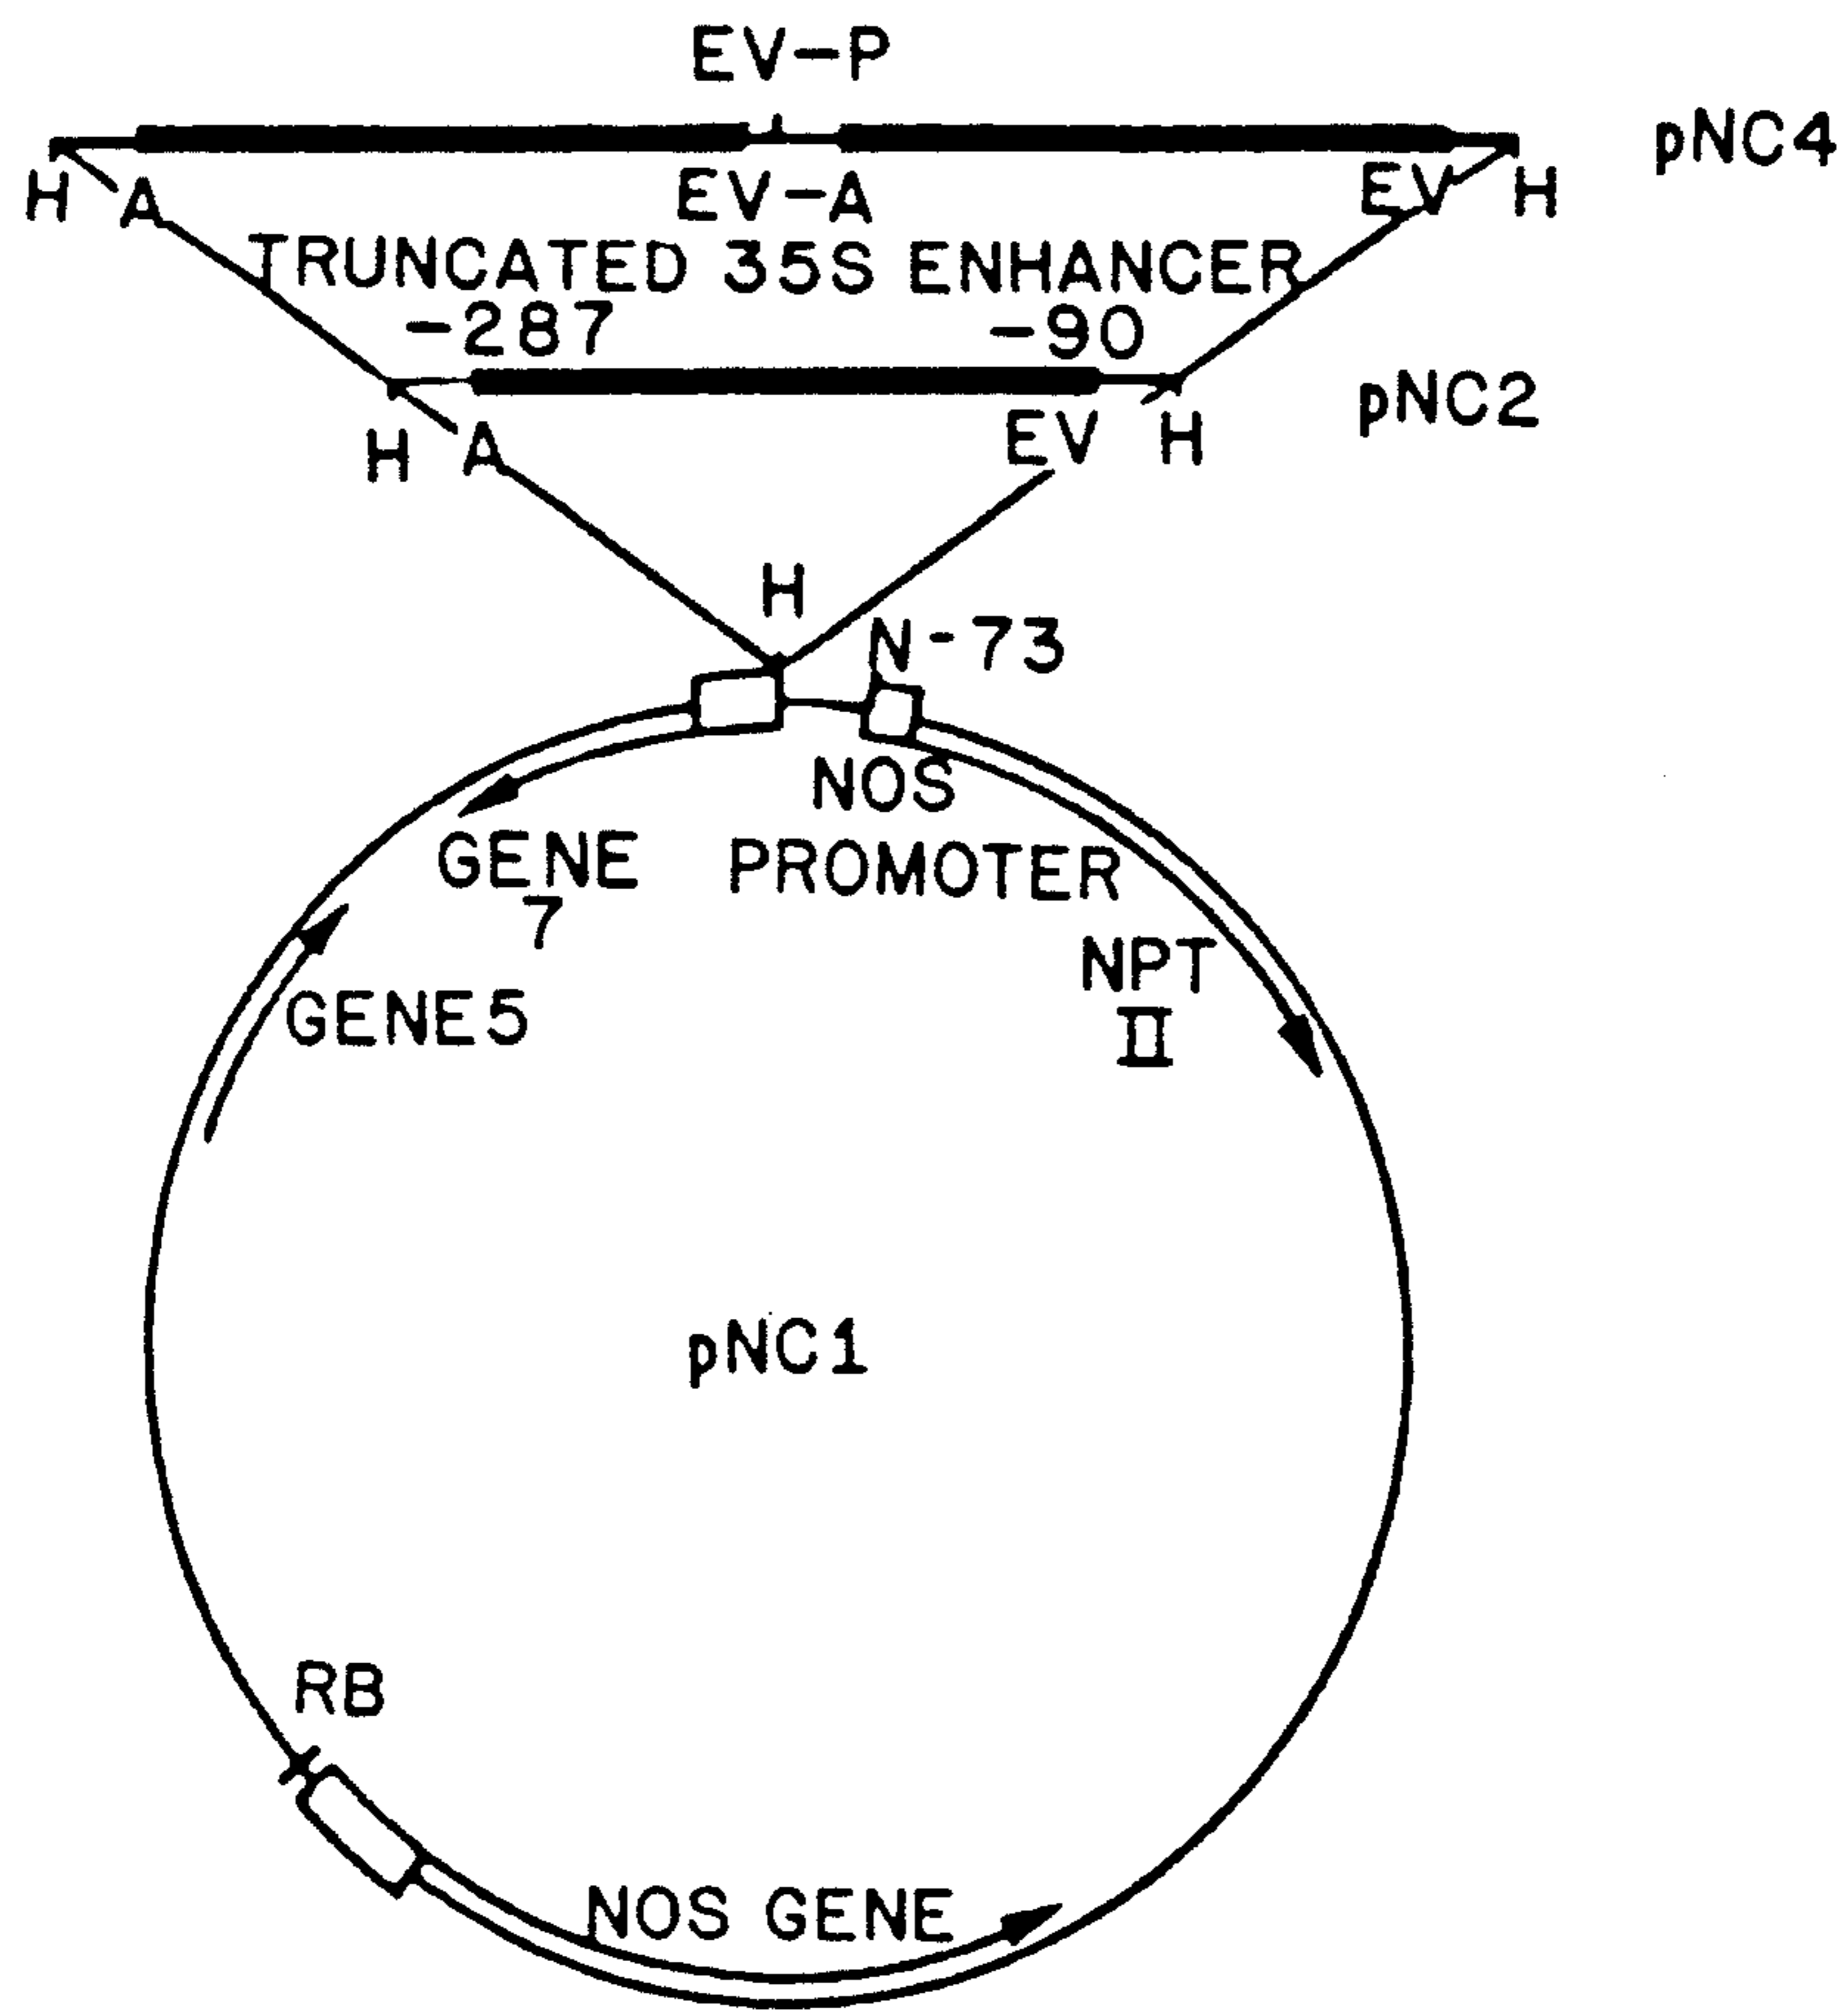 EV-P
pNC4
H A EV-A EV H
TRUNCATED 35S ENHANCER
-287 -90
pNC2
H A EV H
H
N-73
NOS
PROMOTER
GENE
7
NPT
II
GENE5
pNC1
RB
NOS GENE